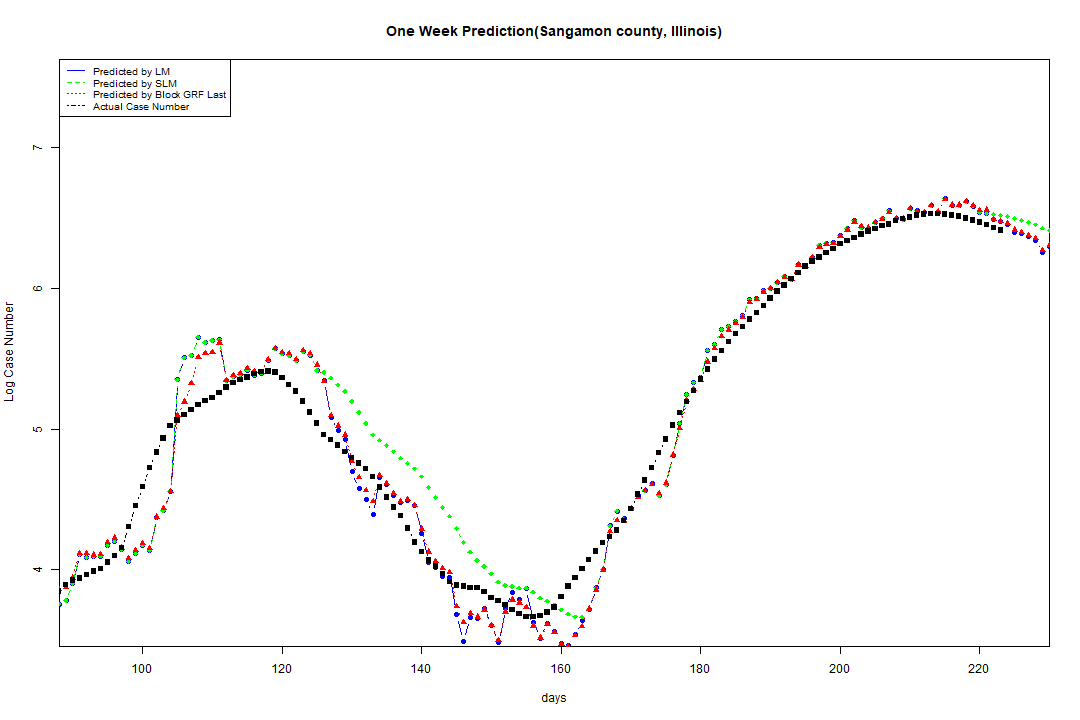 One Week Prediction(Sangamon county, Illinois)
Predicted by LM
Predicted by SLM
Predicted by Block GRF Last
Actual Case Number
7
6
5
4
Log Case Number
100 120 140 160 180 200 220
days